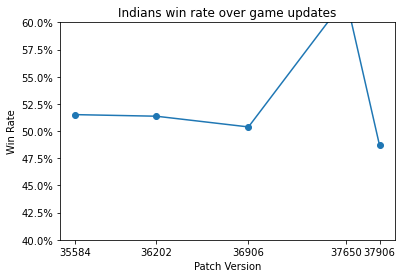 Indians win rate over game updates
60.0%
57.5%
55.0%
52.5%
50.0%
47.5%
45.0%
42.5%
40.0%
Win Rate
35584 36202 36906 37650 37906
Patch Version